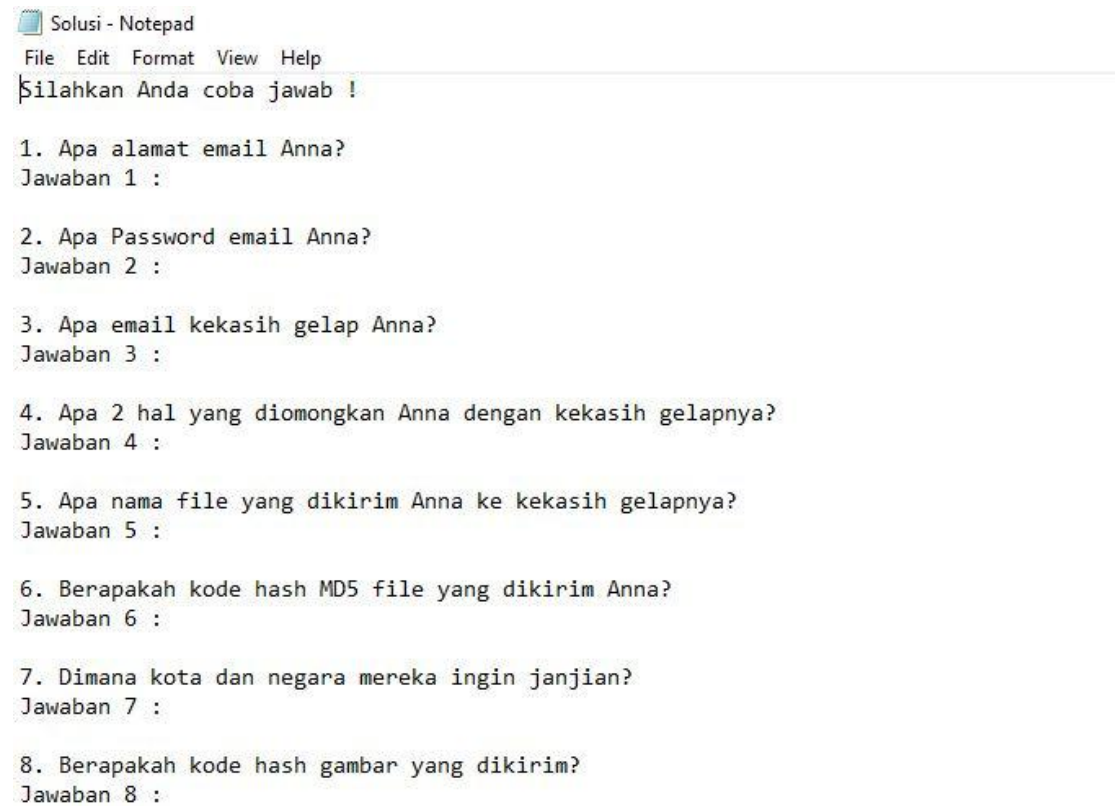 Solusi - Notepad
File Edit Format View Help
Silahkan Anda coba jawab !
1. Apa alamat email Anna?
Jawaban 1 :
2. Apa Password email Anna?
Jawaban 2 :
3. Apa email kekasih gelap Anna?
Jawaban 3 :
4. Apa 2 hal yang diomongkan Anna dengan kekasih gelapnya?
Jawaban 4 :
5. Apa nama file yang dikirim Anna ke kekasih gelapnya?
Jawaban 5 :
6. Berapakah kode hash MD5 file yang dikirim Anna?
Jawaban 6 :
7. Dimana kota dan negara mereka ingin janjian?
Jawaban 7 :
8. Berapakah kode hash gambar yang dikirim?
Jawaban 8 :